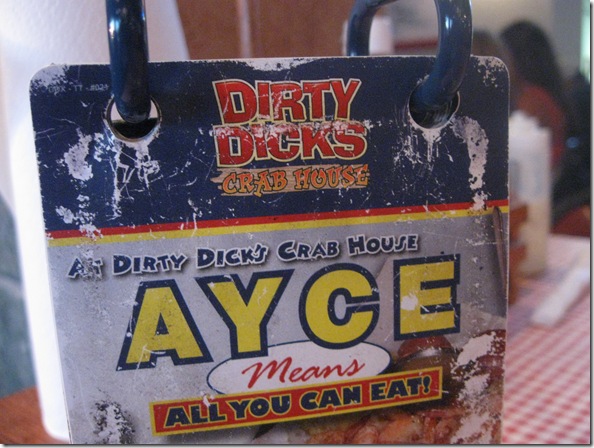 DIRTY
DICKS
CRAB HOUSE
AT DIRTY DICK'S CRAB HOUSE
AYCE
Means
ALL YOU CAN EAT!